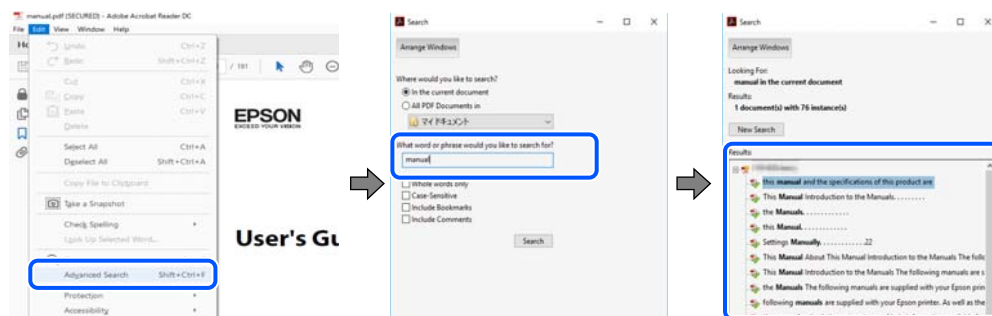 manual.pdf (SECURED) - Adobe Acrobat Reader DC
File Edit View Window Help
Undo Ctrl+Z
Redo Shift+Ctrl+Z
Cut Ctrl+X
Copy Ctrl+C
Paste Ctrl+V
Delete
Select All Ctrl+A
Deselect All Shift+Ctrl+A
Copy File to Clipboard
Take a Snapshot
Check Spelling
Look Up Selected Word...
Advanced Search Shift+Ctrl+F
Protection
Accessibility
/ 191
EPSON
EXCEED YOUR VISION
User's Gu
Search
Arrange Windows
Where would you like to search?
In the current document
All PDF Documents in
マイ ドキュメント
What word or phrase would you like to search for?
manual
Whole words only
Case-Sensitive
Include Bookmarks
Include Comments
Search
Search
Arrange Windows
Looking For:
manual in the current document
Results:
1 document(s) with 76 instance(s)
New Search
Results:
this manual and the specifications of this product are
This Manual Introduction to the Manuals. . . . . . . . .
the Manuals. . . . . . . . . . . . .
this Manual. . . . . . . . . . . . .
Settings Manually. . . . . . . . . . . . .22
This Manual About This Manual Introduction to the Manuals The follo
This Manual Introduction to the Manuals The following manuals are s
the Manuals The following manuals are supplied with your Epson prin
following manuals are supplied with your Epson printer. As well as the